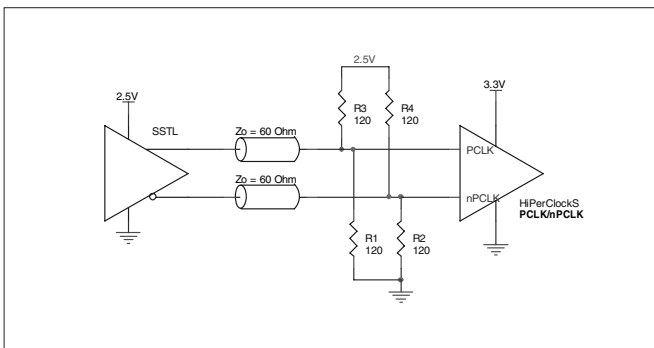 2.5V
3.3V
2.5V
R3
120
R4
120
SSTL
Zo = 60 Ohm
PCLK
Zo = 60 Ohm
nPCLK
HiPerClockS
PCLK/nPCLK
R1
120
R2
120